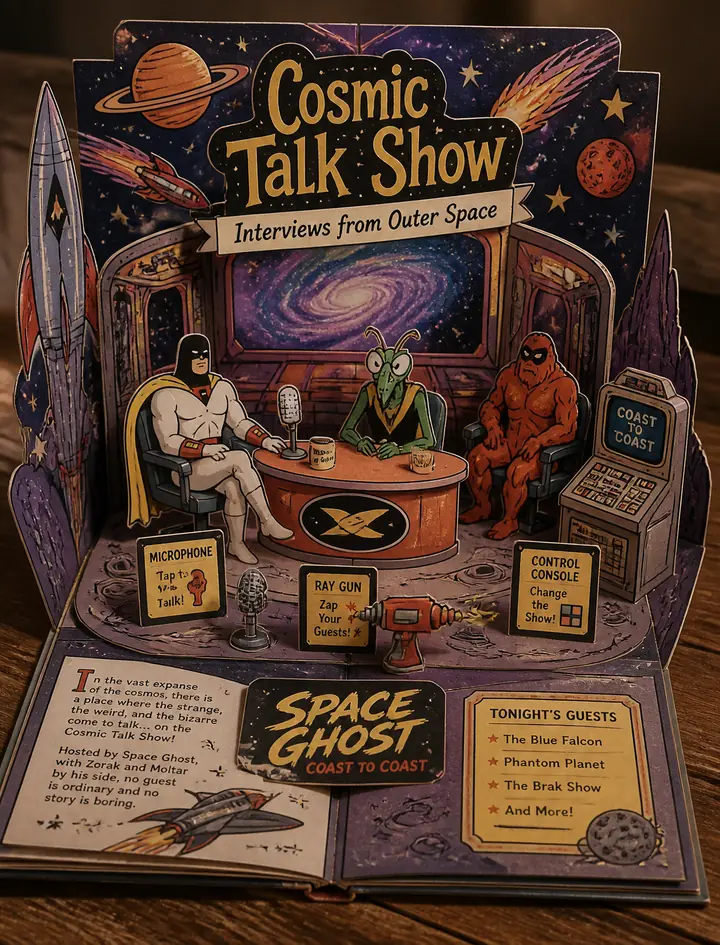 Cosmic
Talk Show
Interviews from Outer Space
COAST
TO
COAST
MICROPHONE
Tap to
Talk!
RAY GUN
Zap
Your
Guests!
CONTROL
CONSOLE
Change
the
Show!
In the vast expanse
of the cosmos, there is
a place where the strange,
the weird, and the bizarre
come to talk... on the
Cosmic Talk Show!
Hosted by Space Ghost,
with Zorak and Moltar
by his side, no guest
is ordinary and no
story is boring.
SPACE
GHOST
COAST TO COAST
TONIGHT'S GUESTS
The Blue Falcon
Phantom Planet
The Brak Show
And More!